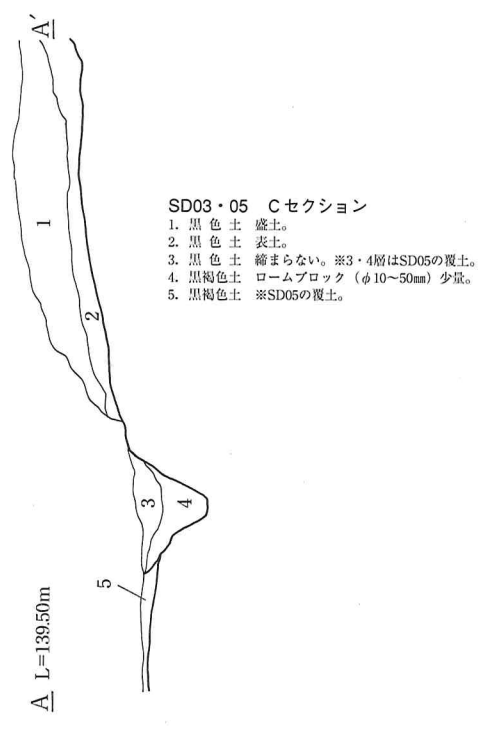 A′
1
2
SD03・05 Cセクション
1. 黒色土 盛土。
2. 黒色土 表土。
3. 黒色土 締まらない。※3・4層はSD05の覆土。
4. 黒褐色土 ロームブロック（φ10～50㎜）少量。
5. 黒褐色土 ※SD05の覆土。
3
4
5
A L=139.50m